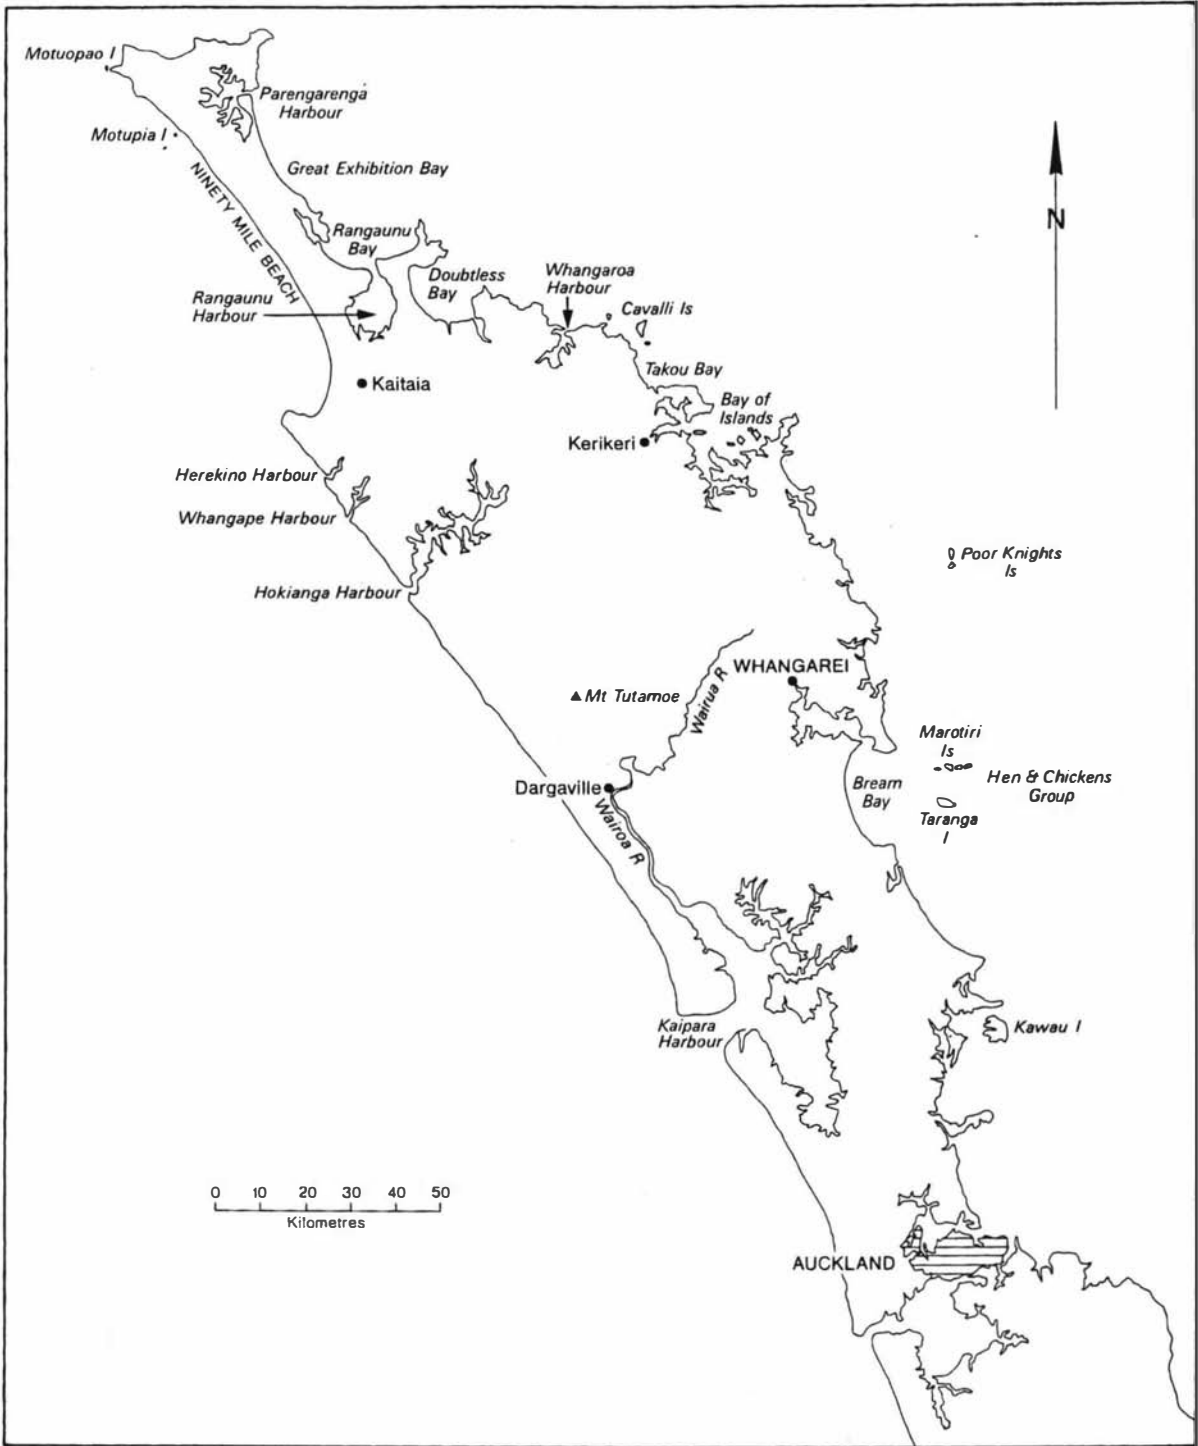 Motuopao I
Parengarenga
Harbour
Motupia I
Great Exhibition Bay
NINETY MILE BEACH
N
Rangaunu
Bay
Doubtless
Bay
Whangaroa
Harbour
Rangaunu
Harbour
Cavalli Is
Takou Bay
Kaitaia
Bay of
Islands
Kerikeri
Herekino Harbour
Whangape Harbour
Poor Knights
Is
Hokianga Harbour
WHANGAREI
Mt Tutamoe
Wairua R
Marotiri
Is
Hen & Chickens
Group
Bream
Bay
Dargaville
Taranga
I
Wairoa R
Kaipara
Harbour
Kawau I
0 10 20 30 40 50
Kilometres
AUCKLAND